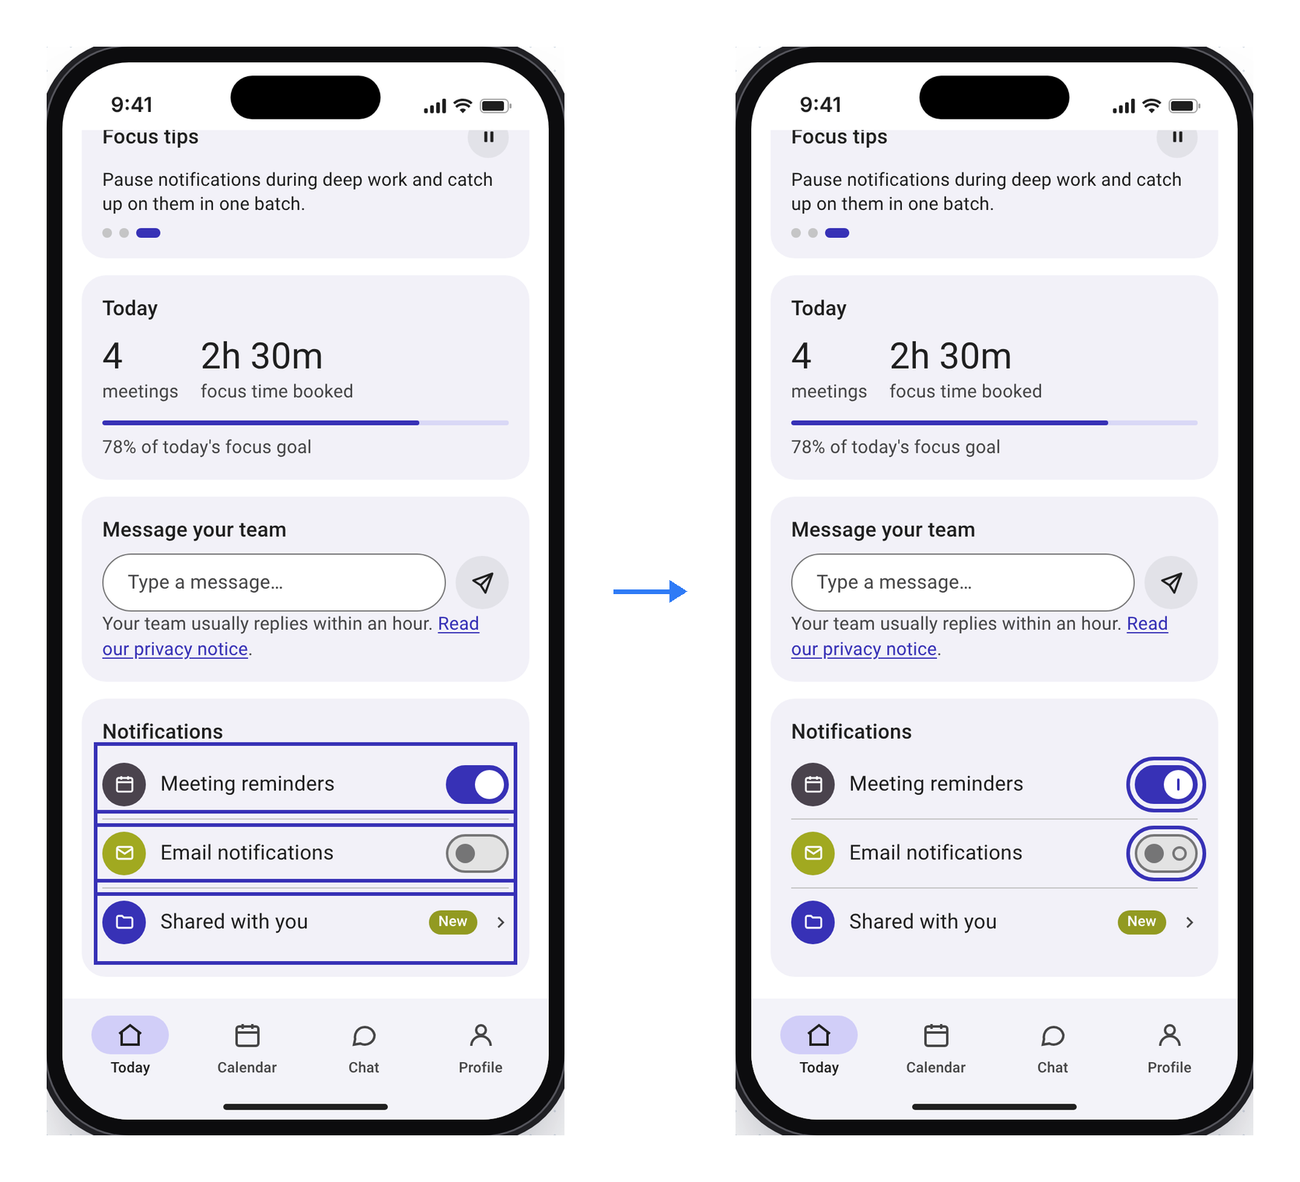 9:41
Focus tips
Pause notifications during deep work and catch
up on them in one batch.
Today
4
2h 30m
meetings
focus time booked
78% of today's focus goal
Message your team
Type a message...
Your team usually replies within an hour. Read
our privacy notice.
Notifications
Meeting reminders
Email notifications
Shared with you
New
Today
Calendar
Chat
Profile
9:41
Focus tips
Pause notifications during deep work and catch
up on them in one batch.
Today
4
2h 30m
meetings
focus time booked
78% of today's focus goal
Message your team
Type a message...
Your team usually replies within an hour. Read
our privacy notice.
Notifications
Meeting reminders
Email notifications
Shared with you
New
Today
Calendar
Chat
Profile